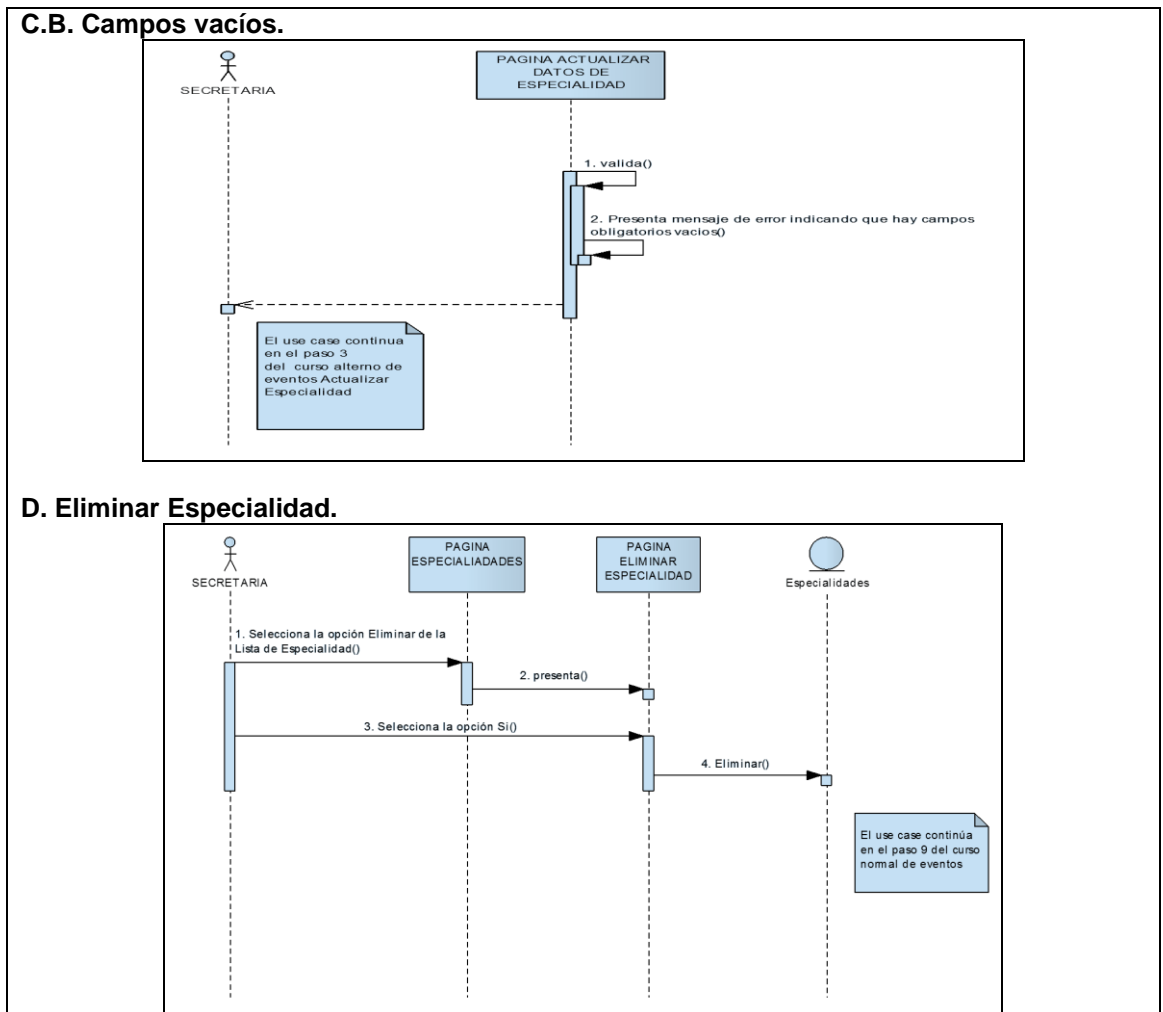 C.B. Campos vacíos.
SECRETARIA
PAGINA ACTUALIZAR
DATOS DE
ESPECIALIDAD
1. valida()
2. Presenta mensaje de error indicando que hay campos
obligatorios vacios()
El use case continua
en el paso 3
del curso alterno de
eventos Actualizar
Especialidad
D. Eliminar Especialidad.
SECRETARIA
PAGINA
ESPECIALIADADES
PAGINA
ELIMINAR
ESPECIALIDAD
Especialidades
1. Selecciona la opción Eliminar de la
Lista de Especialidad()
2. presenta()
3. Selecciona la opción Si()
4. Eliminar()
El use case continúa
en el paso 9 del curso
normal de eventos